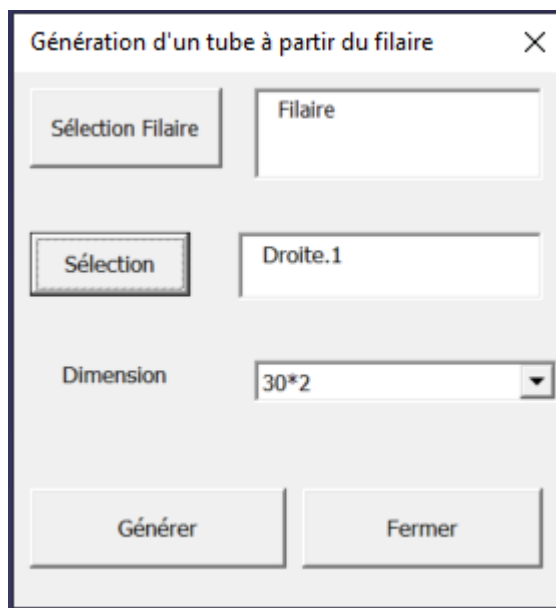 Génération d'un tube à partir du filaire
Sélection Filaire
Filaire
Sélection
Droite.1
Dimension
30*2
Générer
Fermer